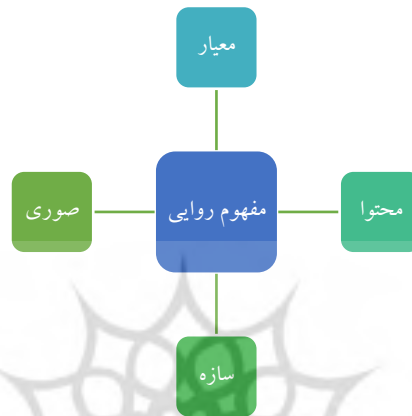 معیار
صوری
مفهوم روایی
محتوا
سازه